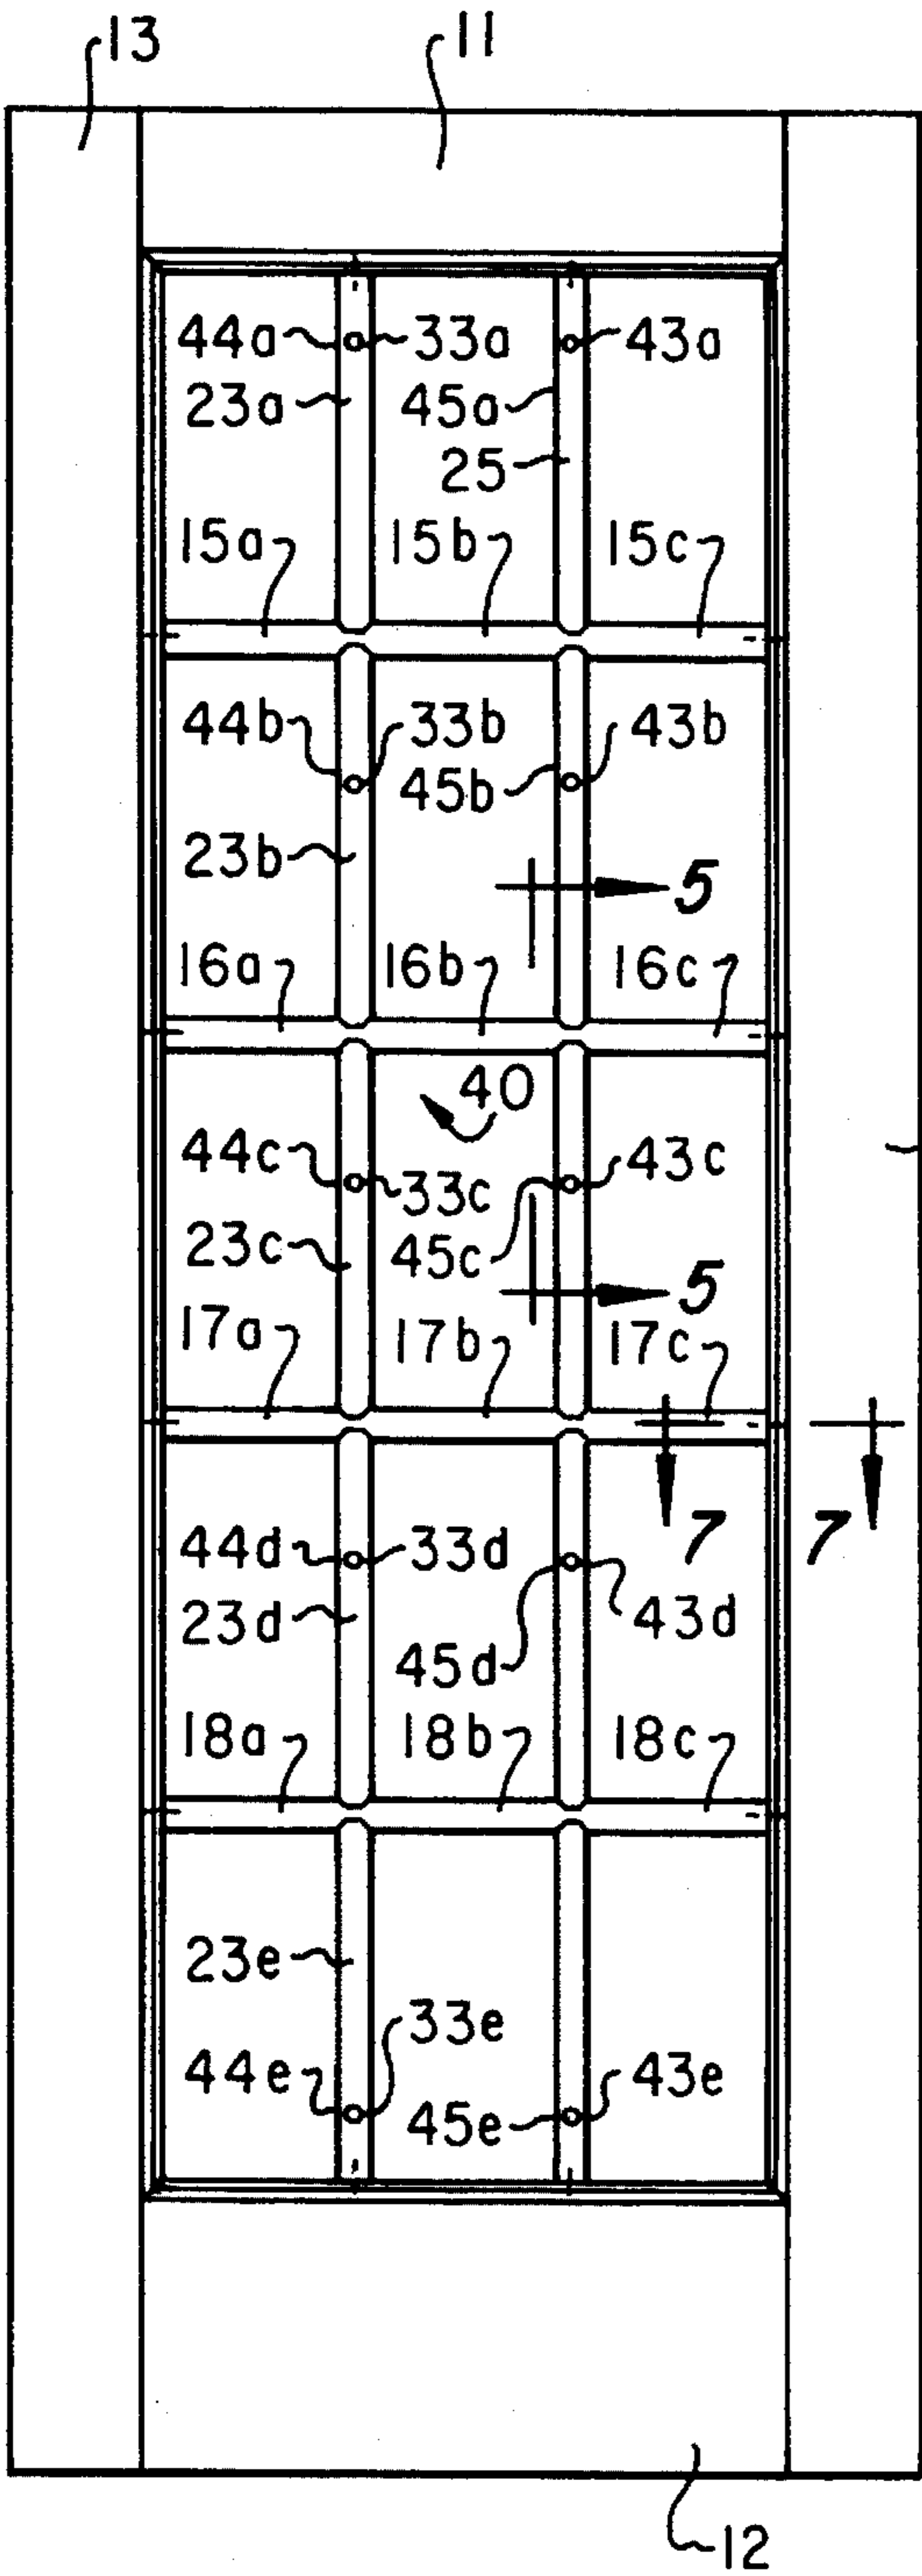 13 11
44a 33a 43a
23a 45a
25
15a 15b 15c
44b 33b 43b
45b
23b 5
16a 16b 16c
40
44c 33c 43c
23c 45c 5
17a 17b 17c
44d 33d 7 7
23d 43d
45d
18a 18b 18c
23e
33e
44e 45e 43e
12